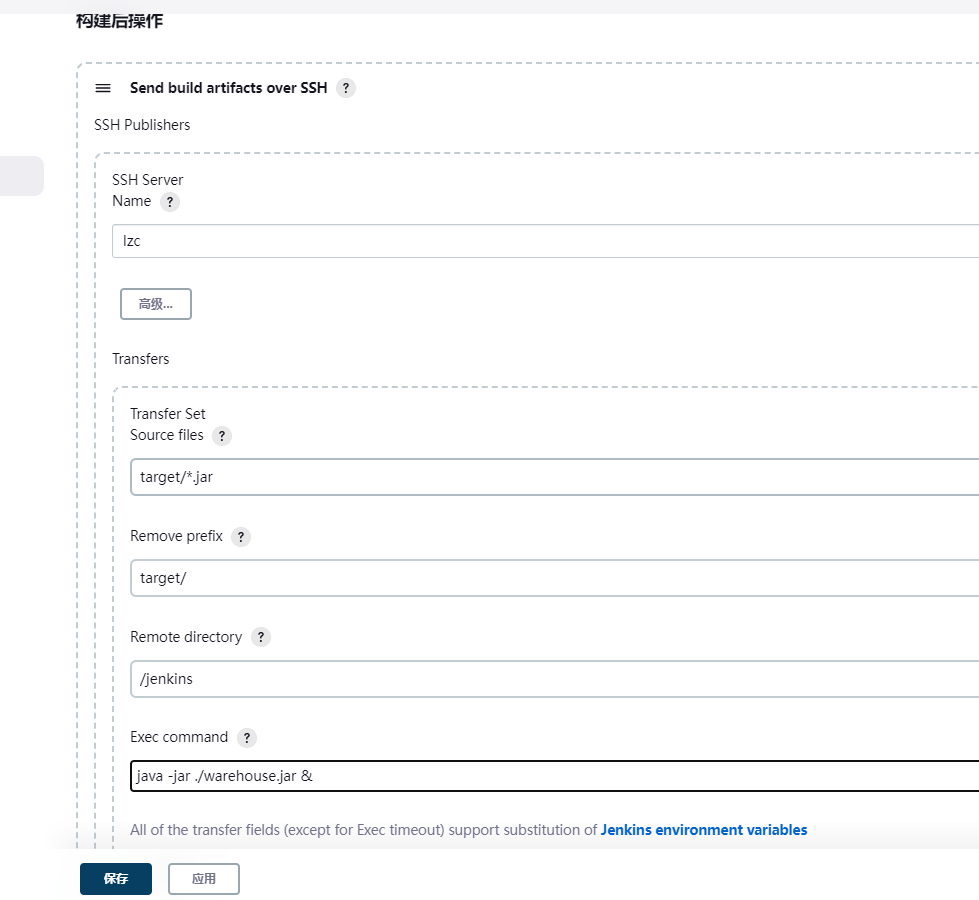 构建后操作
Send build artifacts over SSH ?
SSH Publishers
SSH Server
Name ?
lzc
高级...
Transfers
Transfer Set
Source files ?
target/*.jar
Remove prefix ?
target/
Remote directory ?
/jenkins
Exec command ?
java -jar ./warehouse.jar &
All of the transfer fields (except for Exec timeout) support substitution of Jenkins environment variables
保存 应用